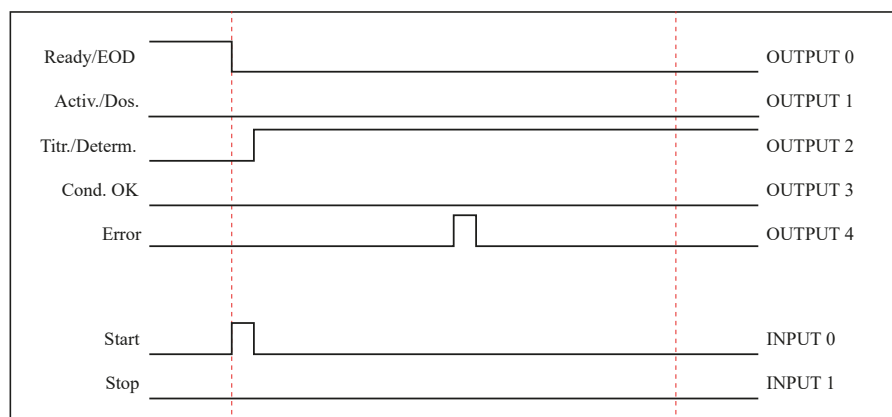 Ready/EOD OUTPUT 0
Activ./Dos. OUTPUT 1
Titr./Determ. OUTPUT 2
Cond. OK OUTPUT 3
Error OUTPUT 4
Start INPUT 0
Stop INPUT 1